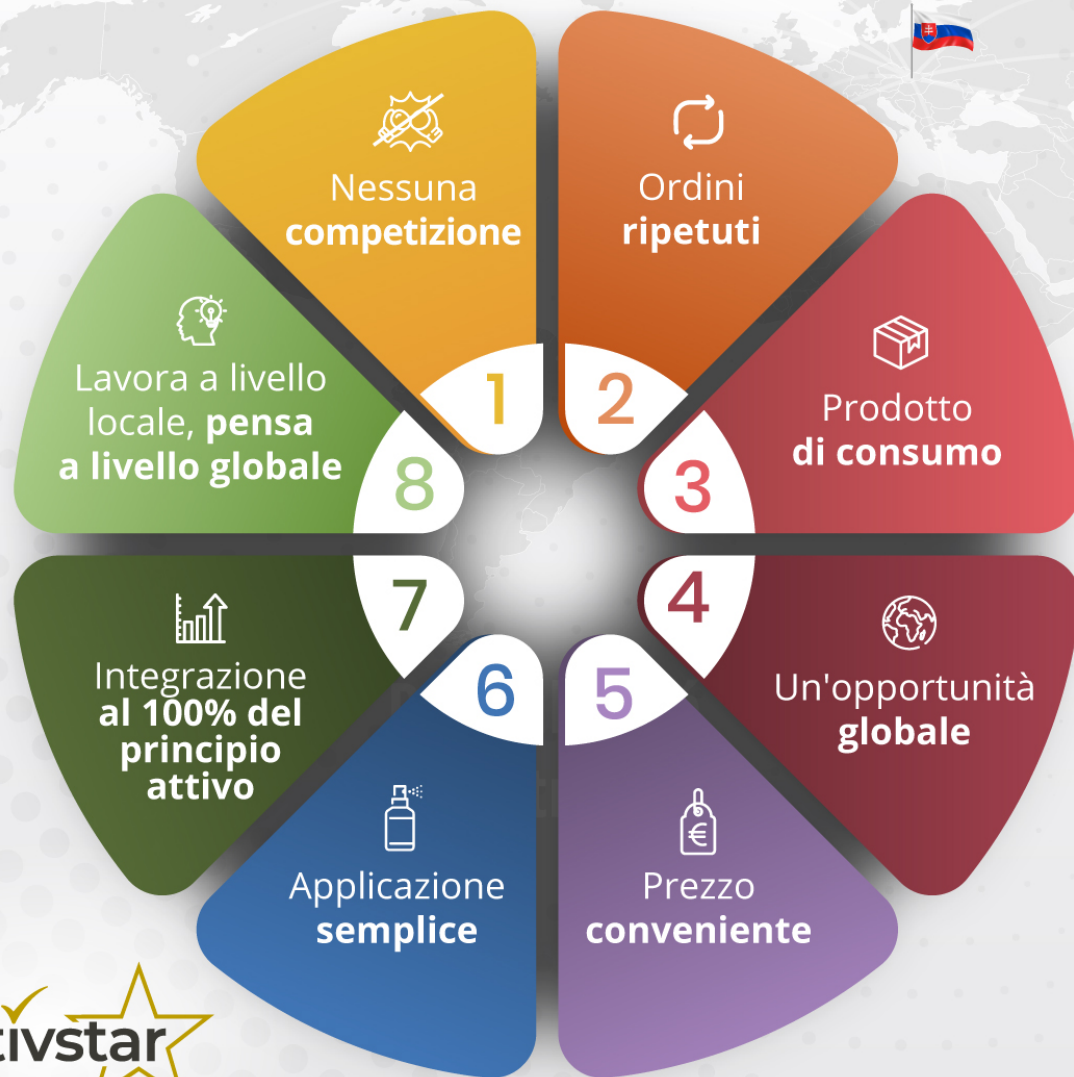 Nessuna
competizione
1
Ordini
ripetuti
2
Prodotto
di consumo
3
Un'opportunità
globale
4
Prezzo
conveniente
5
Applicazione
semplice
6
Integrazione
al 100% del
principio
attivo
7
Lavora a livello
locale, pensa
a livello globale
8
tivstar